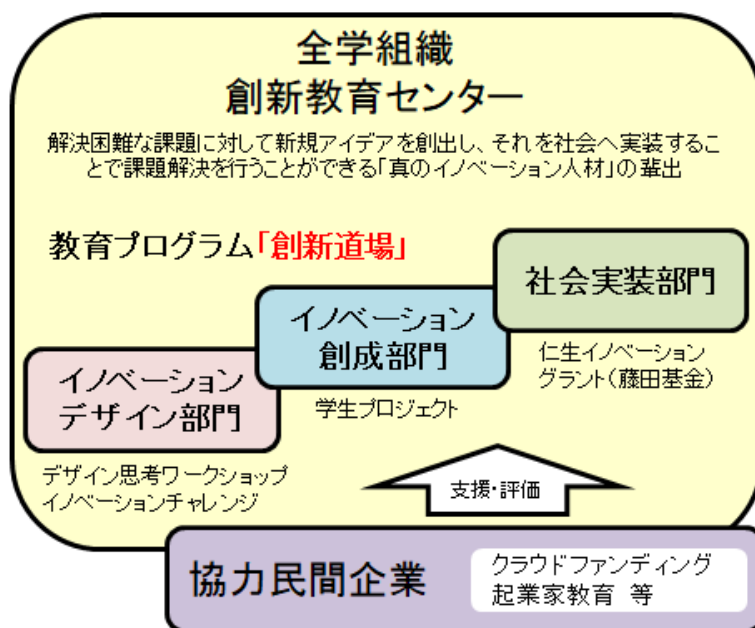 全学組織
創新教育センター
解決困難な課題に対して新規アイデアを創出し、それを社会へ実装するこ
とで課題解決を行うことができる「真のイノベーション人材」の輩出
教育プログラム「創新道場」
社会実装部門
仁生イノベーション
グラント(藤田基金)
イノベーション
創成部門
学生プロジェクト
イノベーション
デザイン部門
デザイン思考ワークショップ
イノベーションチャレンジ
支援・評価
協力民間企業
クラウドファンディング
起業家教育 等